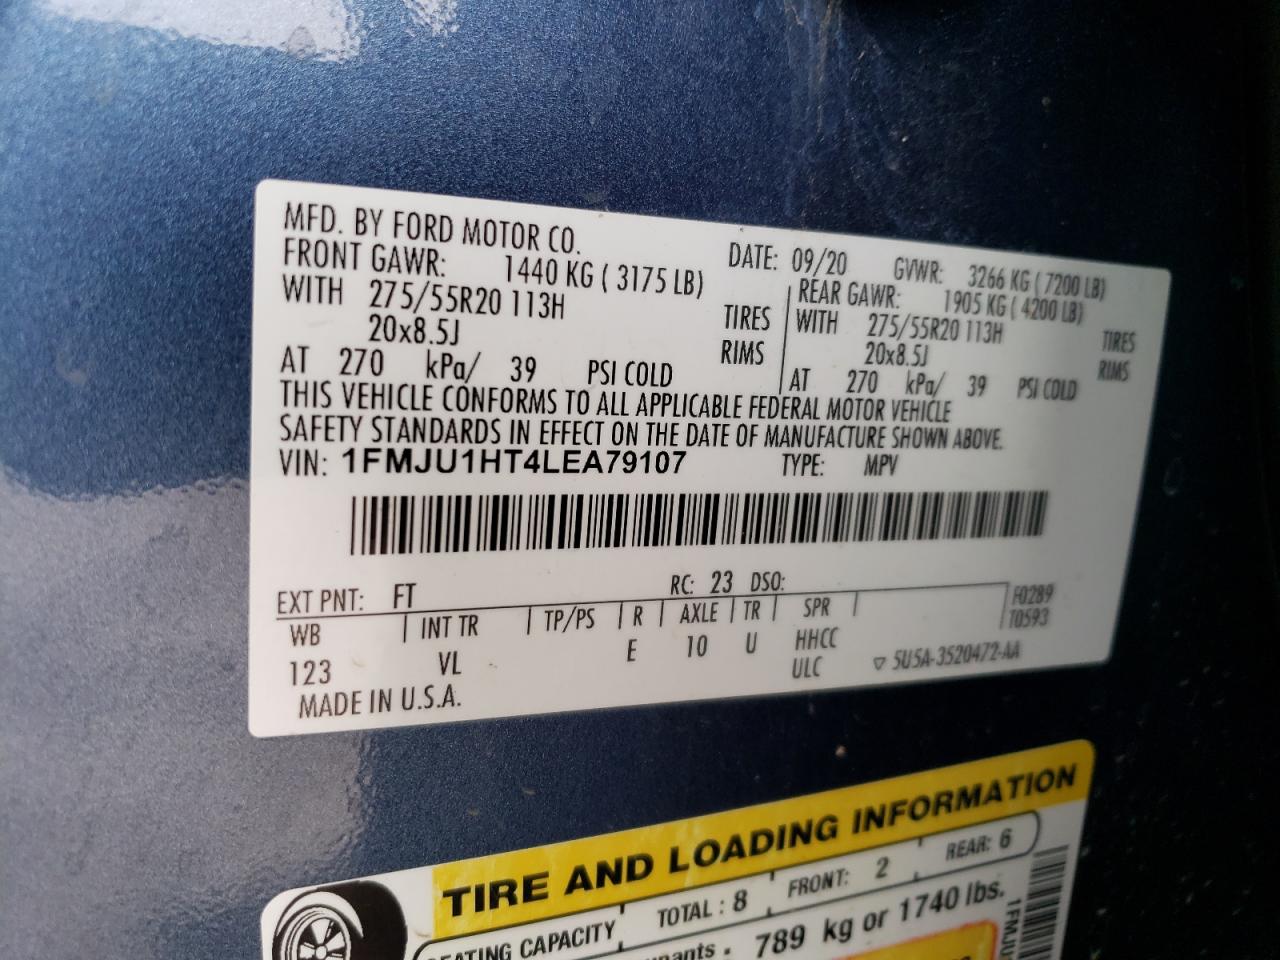 MFD. BY FORD MOTOR CO.
DATE: 09/20 GVWR: 3266 KG ( 7200 LB)
FRONT GAWR: 1440 KG ( 3175 LB)
WITH 275/55R20 113H TIRES
20x8.5J RIMS
AT 270 kPa/ 39 PSI COLD
REAR GAWR: 1905 KG ( 4200 LB)
WITH 275/55R20 113H TIRES
20x8.5J RIMS
AT 270 kPa/ 39 PSI COLD
THIS VEHICLE CONFORMS TO ALL APPLICABLE FEDERAL MOTOR VEHICLE
SAFETY STANDARDS IN EFFECT ON THE DATE OF MANUFACTURE SHOWN ABOVE.
VIN: 1FMJU1HT4LEA79107 TYPE: MPV
EXT PNT: FT RC: 23 DSO:
WB | INT TR | TP/PS | R | AXLE | TR | SPR | F0289
T0593
123 VL E 10 U HHCC
ULC ▽ 5U5A-3520472-AA
MADE IN U.S.A.
TIRE AND LOADING INFORMATION
SEATING CAPACITY TOTAL : 8 FRONT: 2 REAR: 6
789 kg or 1740 lbs.